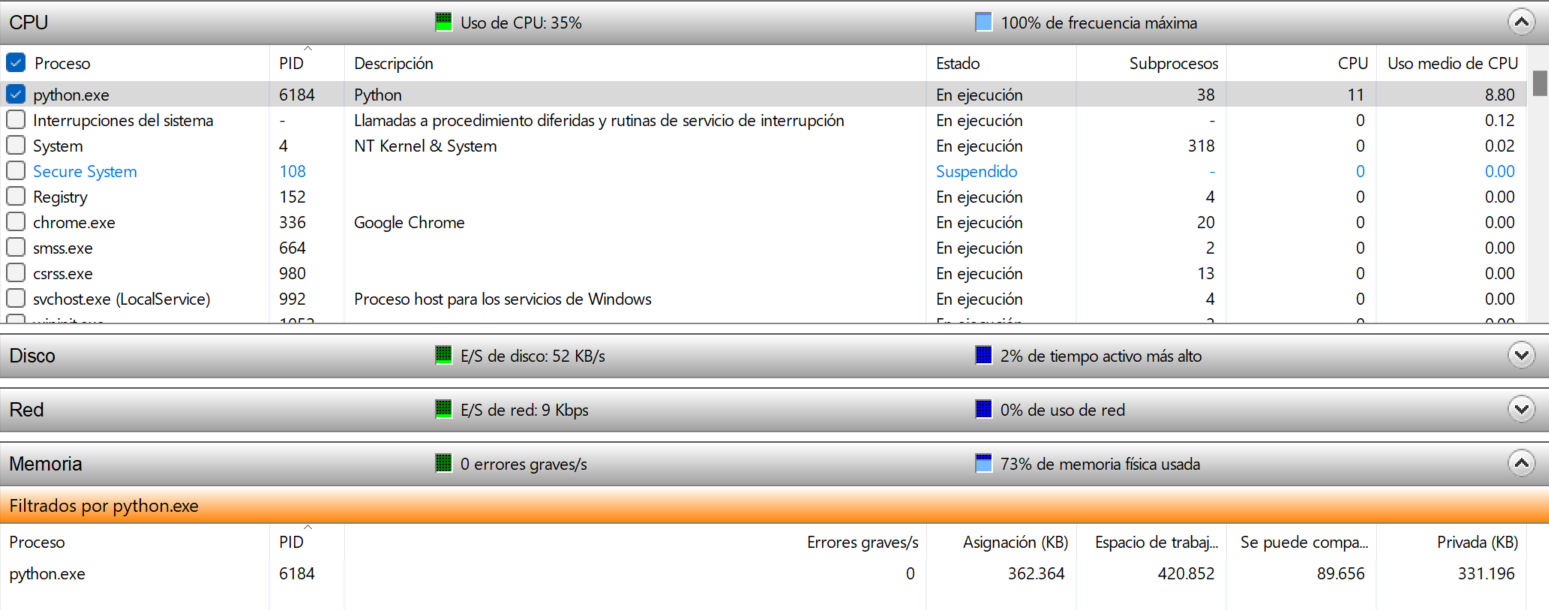 CPU Uso de CPU: 35% 100% de frecuencia máxima
Proceso PID Descripción Estado Subprocesos CPU Uso medio de CPU
python.exe 6184 Python En ejecución 38 11 8.80
Interrupciones del sistema - Llamadas a procedimiento diferidas y rutinas de servicio de interrupción En ejecución - 0 0.12
System 4 NT Kernel & System En ejecución 318 0 0.02
Secure System 108 Suspendido - 0 0.00
Registry 152 En ejecución 4 0 0.00
chrome.exe 336 Google Chrome En ejecución 20 0 0.00
smss.exe 664 En ejecución 2 0 0.00
csrss.exe 980 En ejecución 13 0 0.00
svchost.exe (LocalService) 992 Proceso host para los servicios de Windows En ejecución 4 0 0.00
Disco E/S de disco: 52 KB/s 2% de tiempo activo más alto
Red E/S de red: 9 Kbps 0% de uso de red
Memoria 0 errores graves/s 73% de memoria física usada
Filtrados por python.exe
Proceso PID Errores graves/s Asignación (KB) Espacio de trabaj... Se puede compa... Privada (KB)
python.exe 6184 0 362.364 420.852 89.656 331.196